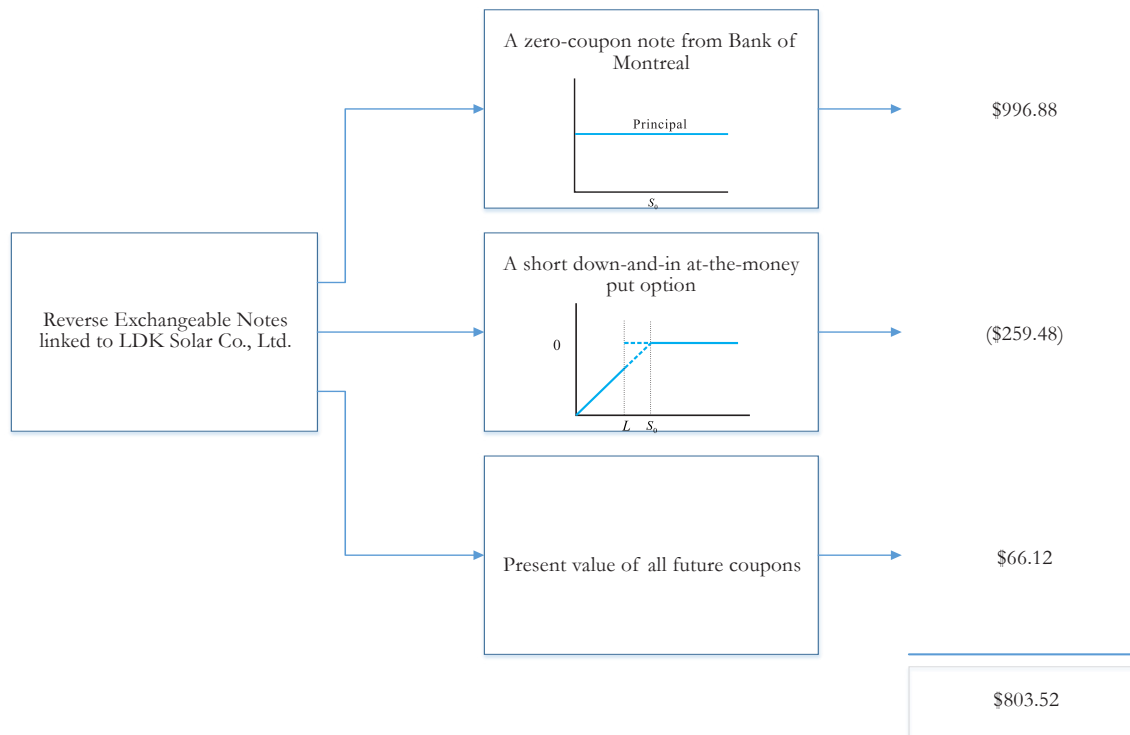 A zero-coupon note from Bank of
Montreal
Principal
S₀
$996.88
Reverse Exchangeable Notes
linked to LDK Solar Co., Ltd.
A short down-and-in at-the-money
put option
0
L S₀
($259.48)
Present value of all future coupons
$66.12
$803.52